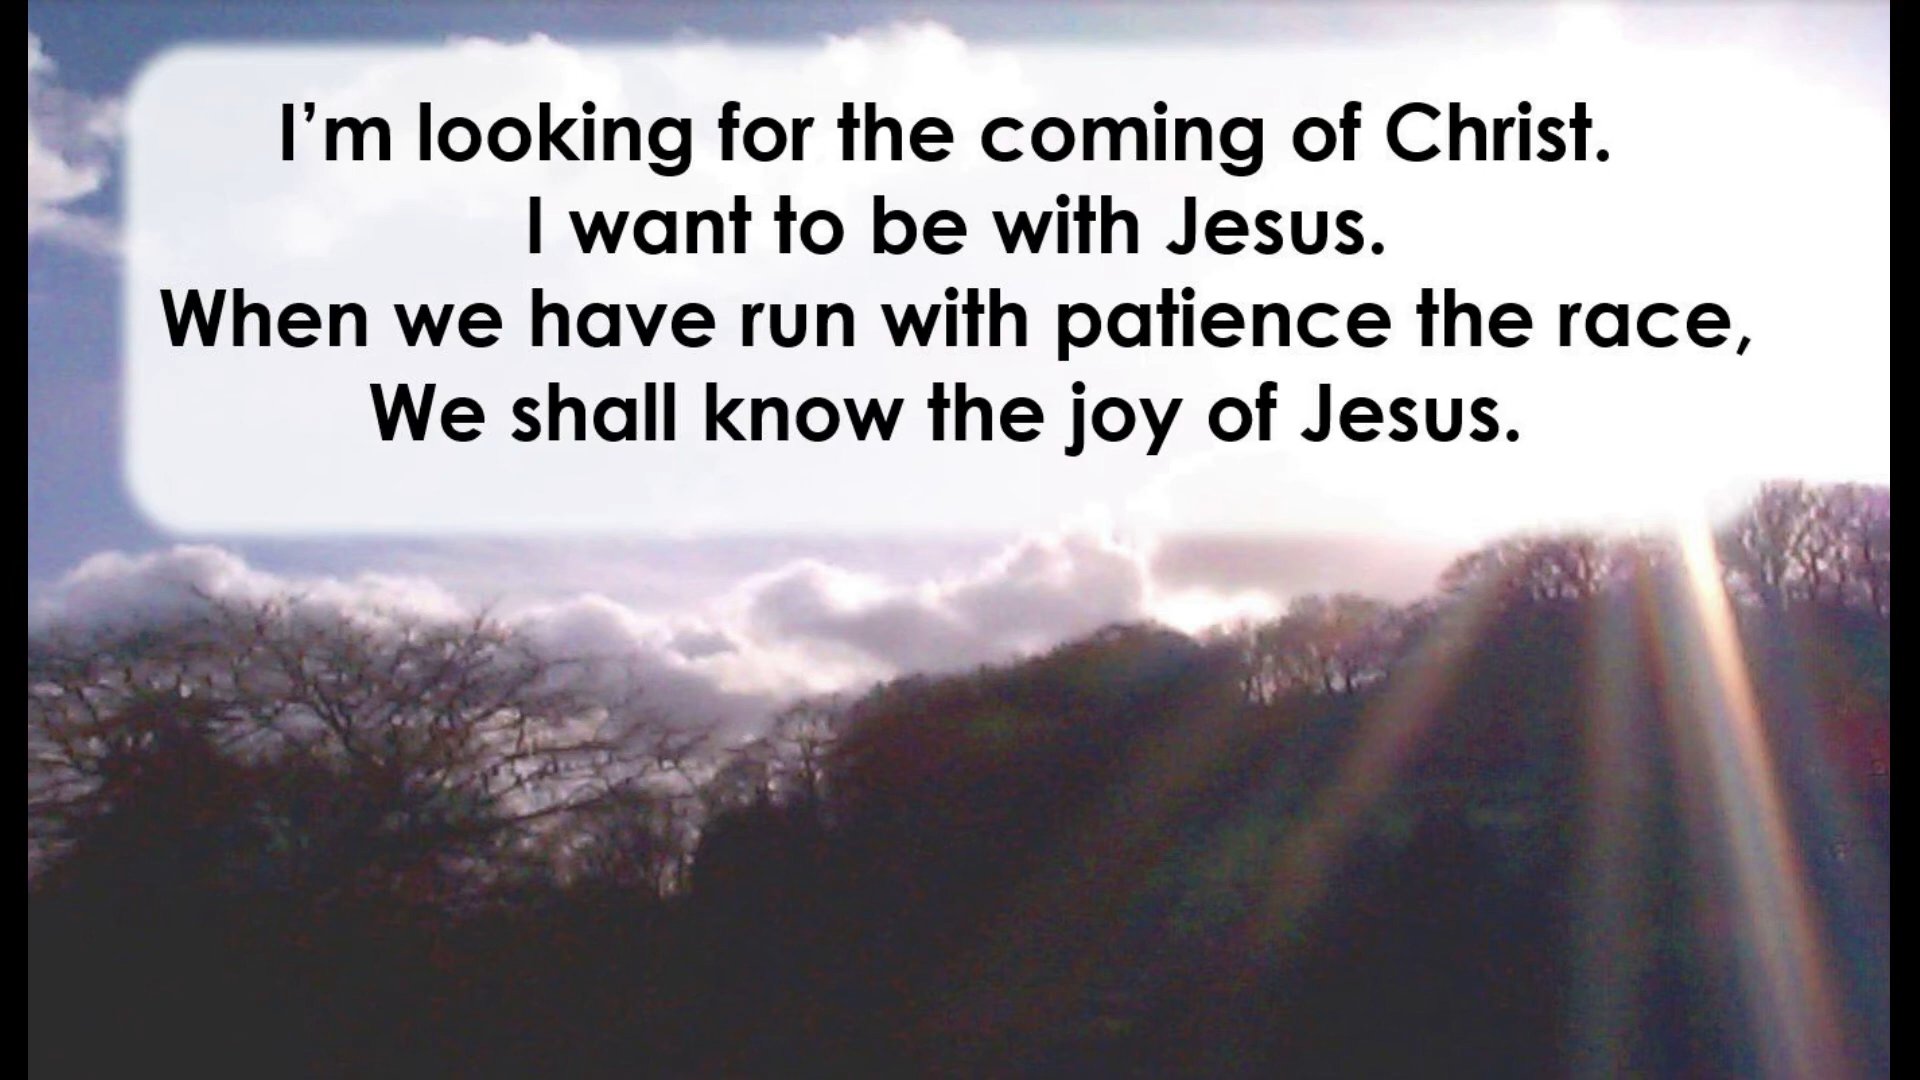 I’m looking for the coming of Christ.
I want to be with Jesus.
When we have run with patience the race,
We shall know the joy of Jesus.